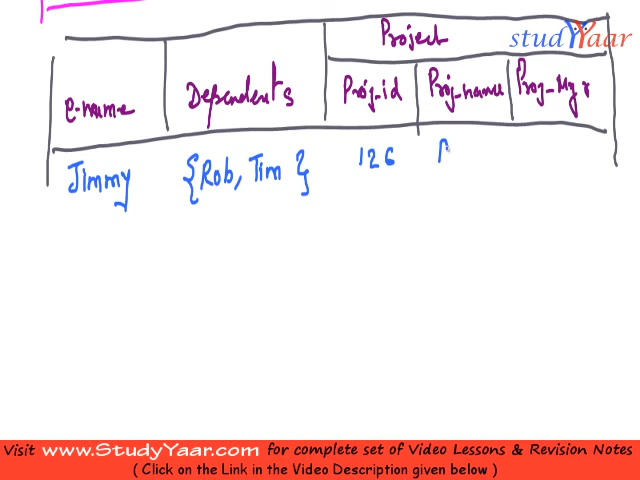 Project
studYYaar
e-name Dependents Proj-id Proj-name Proj-Mgr
Jimmy {Rob, Tim} 126
Visit www.StudyYaar.com for complete set of Video Lessons & Revision Notes
( Click on the Link in the Video Description given below )